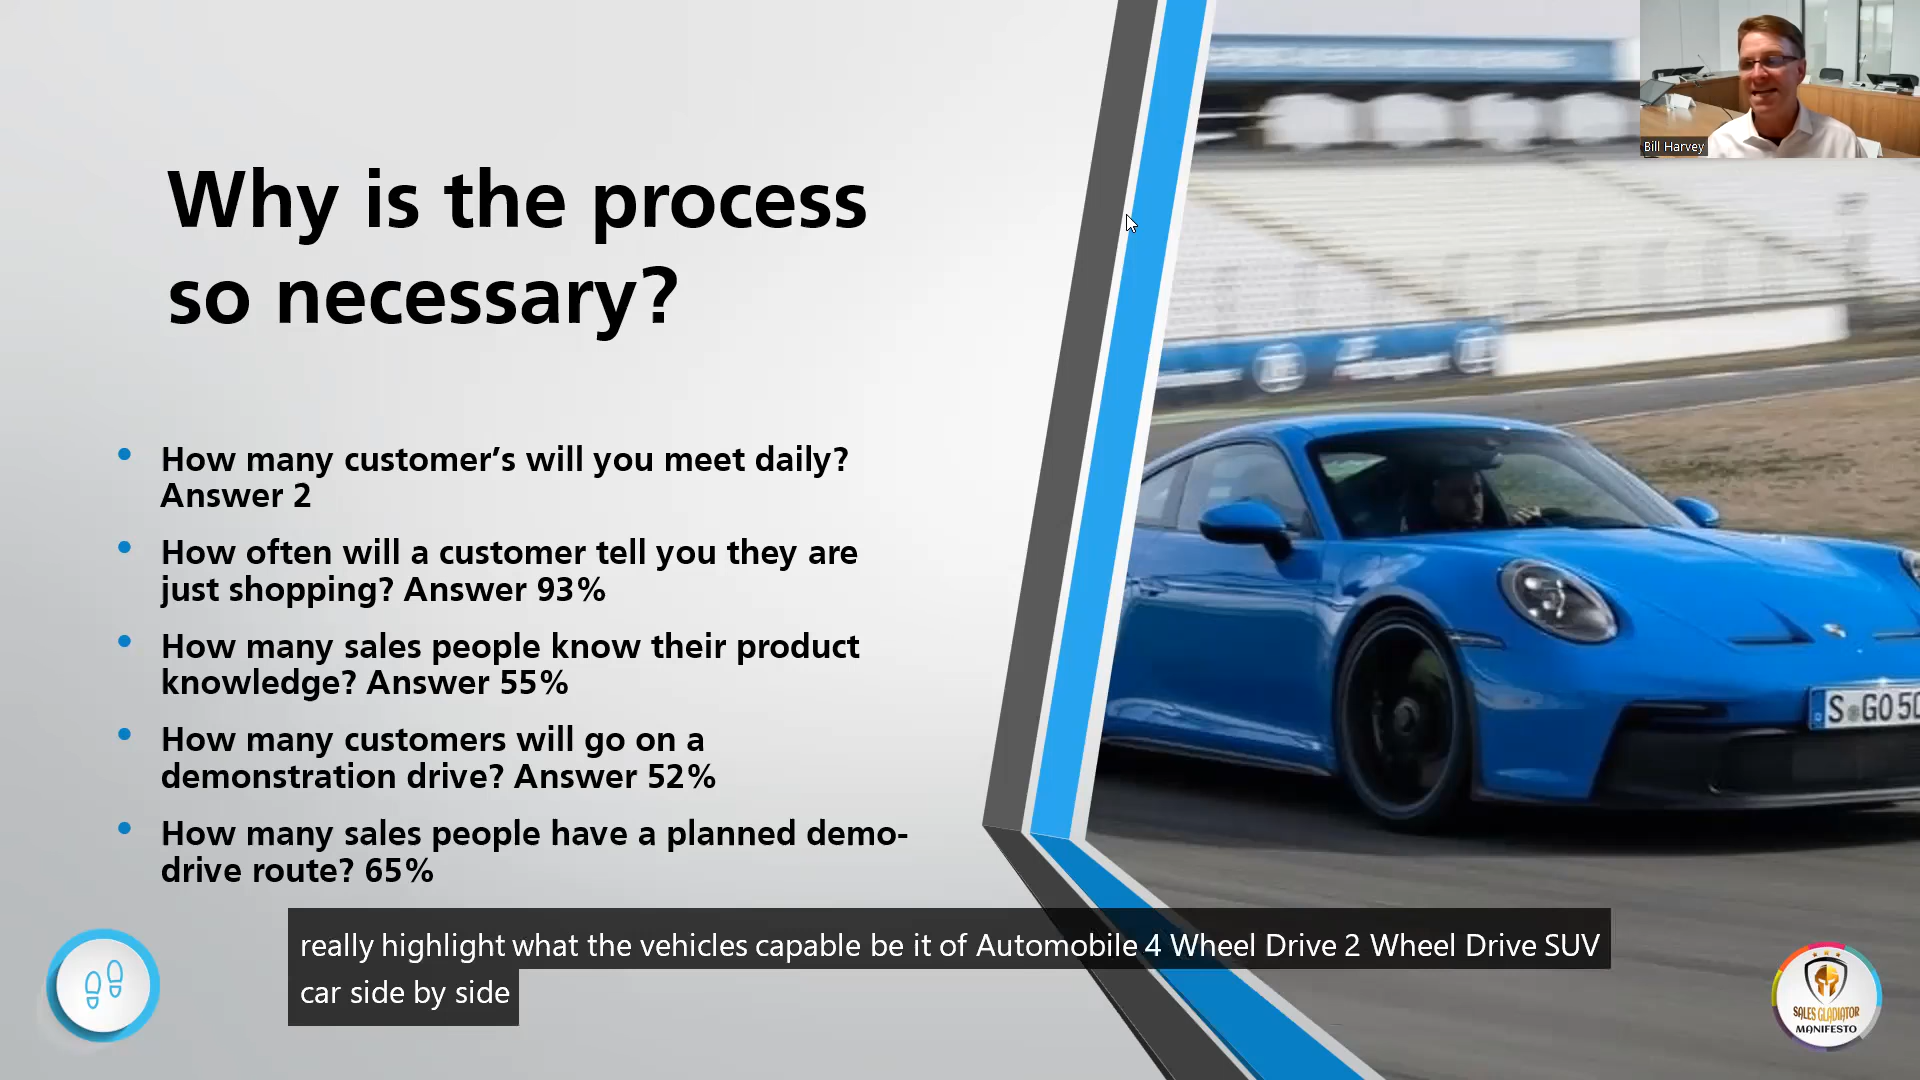 Bill Harvey
Why is the process
so necessary?
How many customer’s will you meet daily?
Answer 2
How often will a customer tell you they are
just shopping? Answer 93%
How many sales people know their product
knowledge? Answer 55%
How many customers will go on a
demonstration drive? Answer 52%
How many sales people have a planned demo-
drive route? 65%
S GO 50
really highlight what the vehicles capable be it of Automobile 4 Wheel Drive 2 Wheel Drive SUV
car side by side
SALES GLADIATOR
MANIFESTO